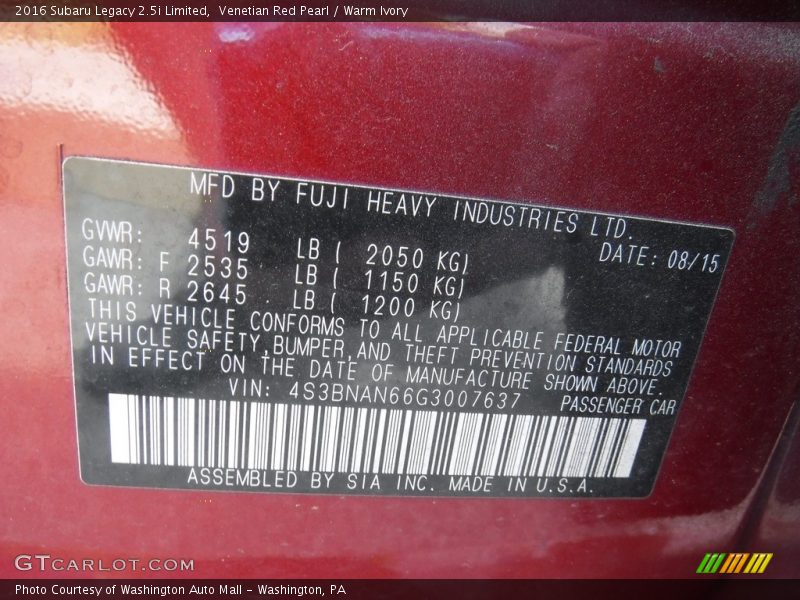 2016 Subaru Legacy 2.5i Limited,  Venetian Red Pearl / Warm Ivory
MFD BY FUJI HEAVY INDUSTRIES LTD.
GVWR: 4519 LB ( 2050 KG) DATE: 08/15
GAWR: F 2535 LB ( 1150 KG)
GAWR: R 2645 LB ( 1200 KG)
THIS VEHICLE CONFORMS TO ALL APPLICABLE FEDERAL MOTOR
VEHICLE SAFETY, BUMPER, AND THEFT PREVENTION STANDARDS
IN EFFECT ON THE DATE OF MANUFACTURE SHOWN ABOVE.
VIN: 4S3BNAN66G3007637 PASSENGER CAR
ASSEMBLED BY SIA INC. MADE IN U.S.A.
GTCARLOT.COM
Photo Courtesy of Washington Auto Mall – Washington, PA